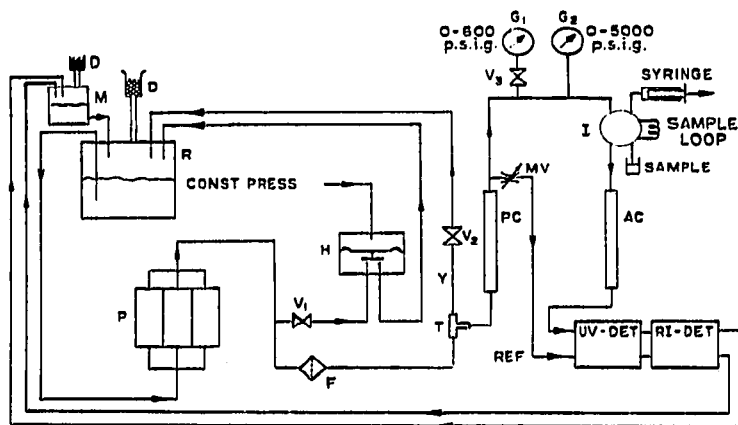 G1 G2
0-600 p.s.i.g.
0-5000 p.s.i.g.
D
M
D
V3
SYRINGE
I
SAMPLE LOOP
SAMPLE
R
CONST PRESS
MV
PC
AC
H
V2
Y
P
V1
T
F
REF
UV-DET
RI-DET